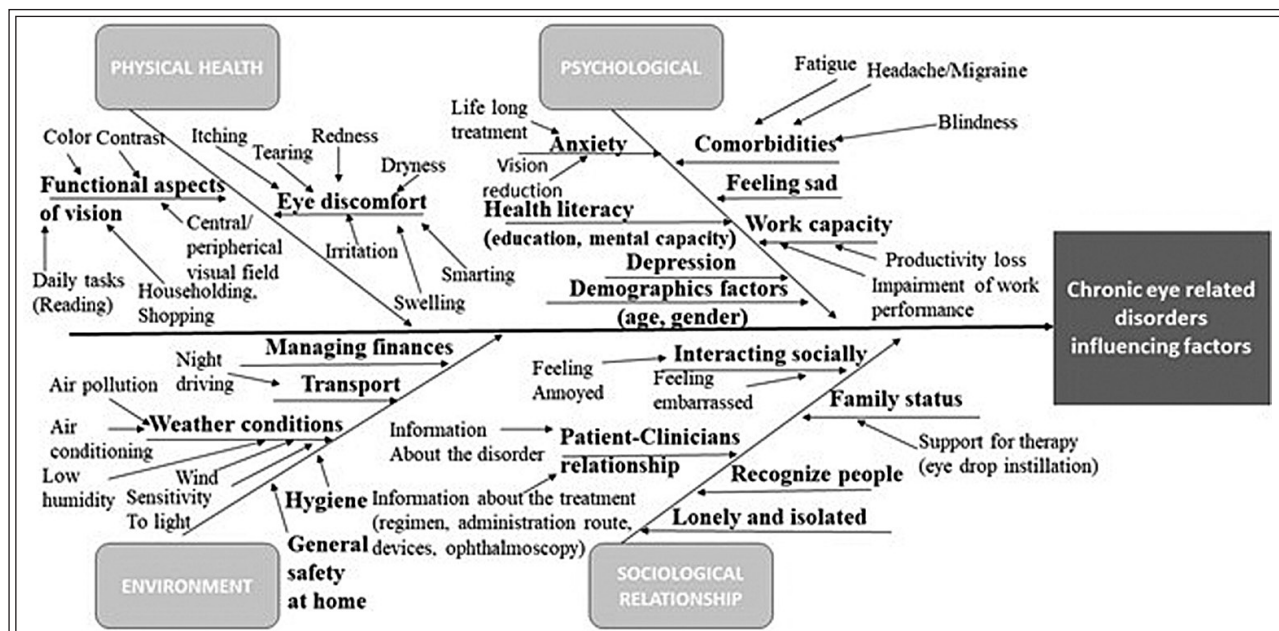 PHYSICAL HEALTH
Color Contrast
Functional aspects
of vision
Daily tasks
(Reading)
Householding,
Shopping
Central/
peripherical
visual field
Itching
Tearing
Redness
Dryness
Eye discomfort
Irritation
Swelling
Smarting
PSYCHOLOGICAL
Life long
treatment
Anxiety
Vision
reduction
Health literacy
(education, mental capacity)
Depression
Demographics factors
(age, gender)
Fatigue
Headache/Migraine
Blindness
Comorbidities
Feeling sad
Work capacity
Productivity loss
Impairment of work
performance
Chronic eye related
disorders
influencing factors
Managing finances
Night
driving
Transport
Air pollution
Weather conditions
Air
conditioning
Low
humidity
Wind
Sensitivity
To light
Hygiene
General
safety
at home
ENVIRONMENT
Interacting socially
Feeling
Annoyed
Feeling
embarrassed
Family status
Support for therapy
(eye drop instillation)
Information
About the disorder
Patient-Clinicians
relationship
Information about the treatment
(regimen, administration route,
devices, ophthalmoscopy)
Recognize people
Lonely and isolated
SOCIOLOGICAL
RELATIONSHIP